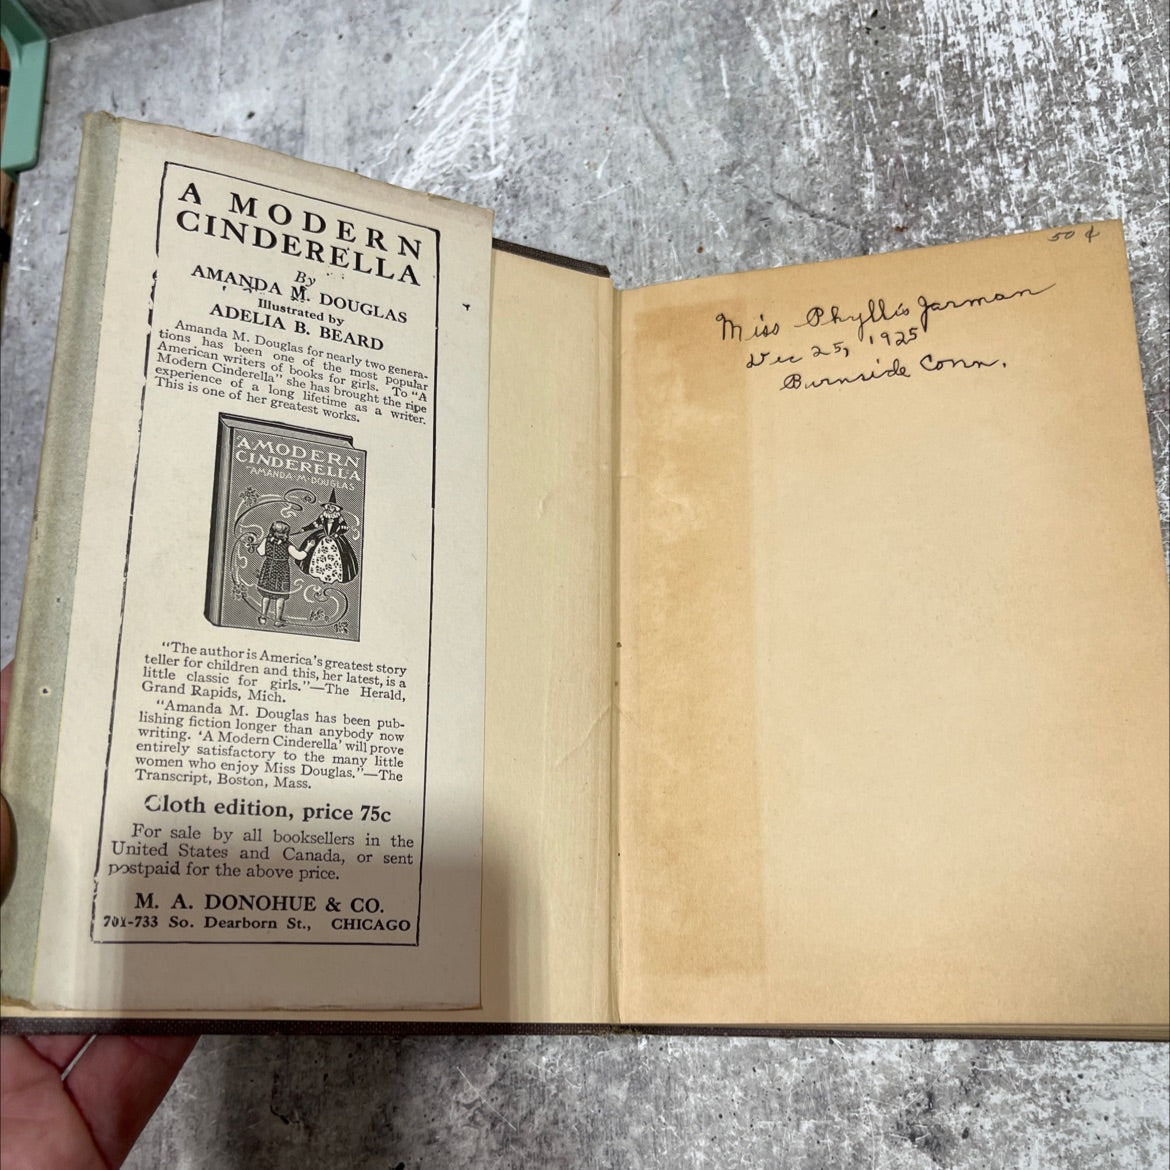 A MODERN
CINDERELLA
By
AMANDA M. DOUGLAS
Illustrated by
ADELIA B. BEARD
Amanda M. Douglas for nearly two genera-
tions has been one of the most popular
American writers of books for girls. To "A
Modern Cinderella" she has brought the ripe
experience of a long lifetime as a writer.
This is one of her greatest works.
A MODERN
CINDERELLA
AMANDA·M·DOUGLAS
"The author is America's greatest story
teller for children and this, her latest, is a
little classic for girls."—The Herald,
Grand Rapids, Mich.
"Amanda M. Douglas has been pub-
lishing fiction longer than anybody now
writing. 'A Modern Cinderella' will prove
entirely satisfactory to the many little
women who enjoy Miss Douglas."—The
Transcript, Boston, Mass.
Cloth edition, price 75c
For sale by all booksellers in the
United States and Canada, or sent
postpaid for the above price.
M. A. DONOHUE & CO.
701-733 So. Dearborn St., CHICAGO
50 ¢
Miss Phyllis Jarman
Dec 25, 1925
Burnside Conn.